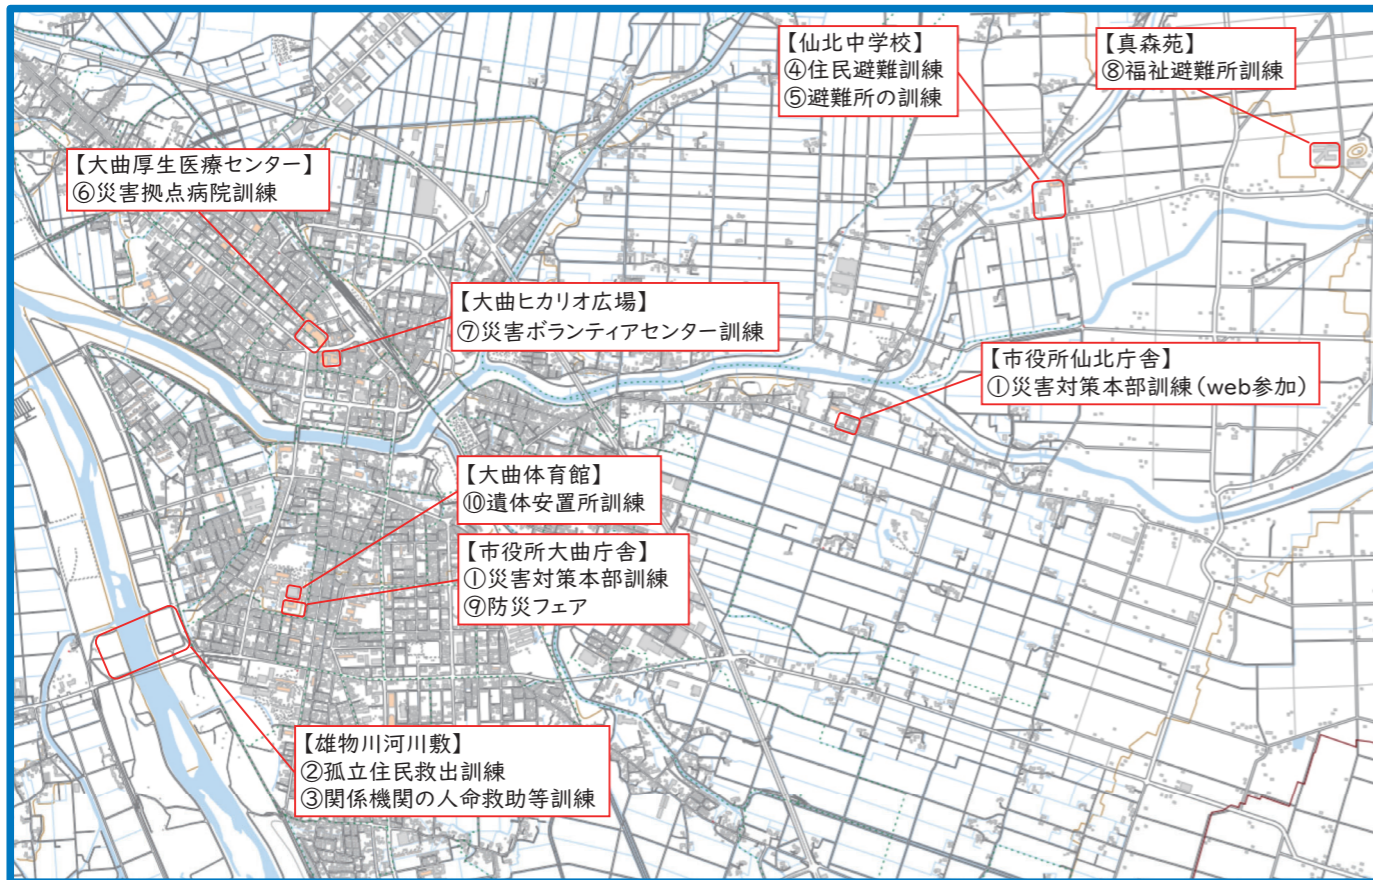 【仙北中学校】
④住民避難訓練
⑤避難所の訓練
【真森苑】
⑧福祉避難所訓練
【大曲厚生医療センター】
⑥災害拠点病院訓練
【大曲ヒカリオ広場】
⑦災害ボランティアセンター訓練
【市役所仙北庁舎】
①災害対策本部訓練（web参加）
【大曲体育館】
⑩遺体安置所訓練
【市役所大曲庁舎】
①災害対策本部訓練
⑨防災フェア
【雄物川河川敷】
②孤立住民救出訓練
③関係機関の人命救助等訓練